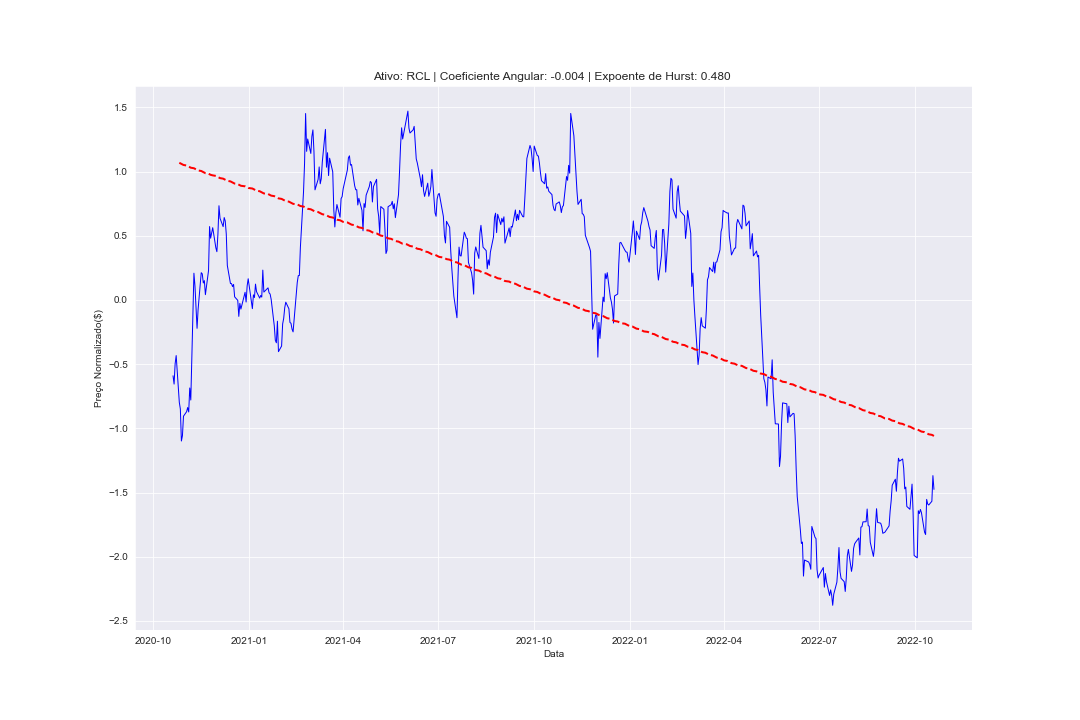 Ativo: RCL | Coeficiente Angular: -0.004 | Expoente de Hurst: 0.480
1.5
1.0
0.5
0.0
−0.5
−1.0
−1.5
−2.0
−2.5
Preço Normalizado($)
2020-10 2021-01 2021-04 2021-07 2021-10 2022-01 2022-04 2022-07 2022-10
Data